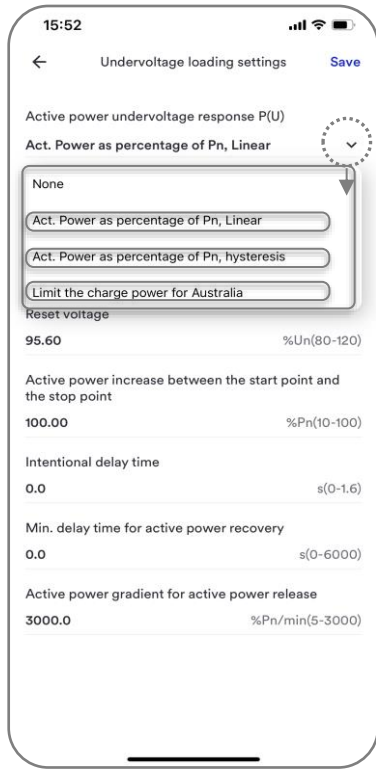 15:52
Undervoltage loading settings Save
Active power undervoltage response P(U)
Act. Power as percentage of Pn, Linear
None
Act. Power as percentage of Pn, Linear
Act. Power as percentage of Pn, hysteresis
Limit the charge power for Australia
Reset voltage
95.60 %Un(80-120)
Active power increase between the start point and
the stop point
100.00 %Pn(10-100)
Intentional delay time
0.0 s(0-1.6)
Min. delay time for active power recovery
0.0 s(0-6000)
Active power gradient for active power release
3000.0 %Pn/min(5-3000)